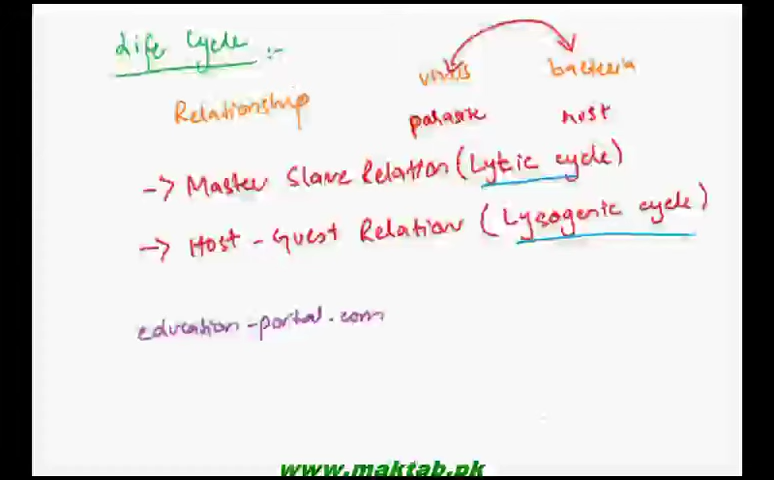 Life Cycle :-
Relationship virus bacteria
parasite host
-> Master Slave Relation (Lytic cycle)
-> Host - Guest Relation (Lysogenic cycle)
education-portal.com
www.maktab.pk